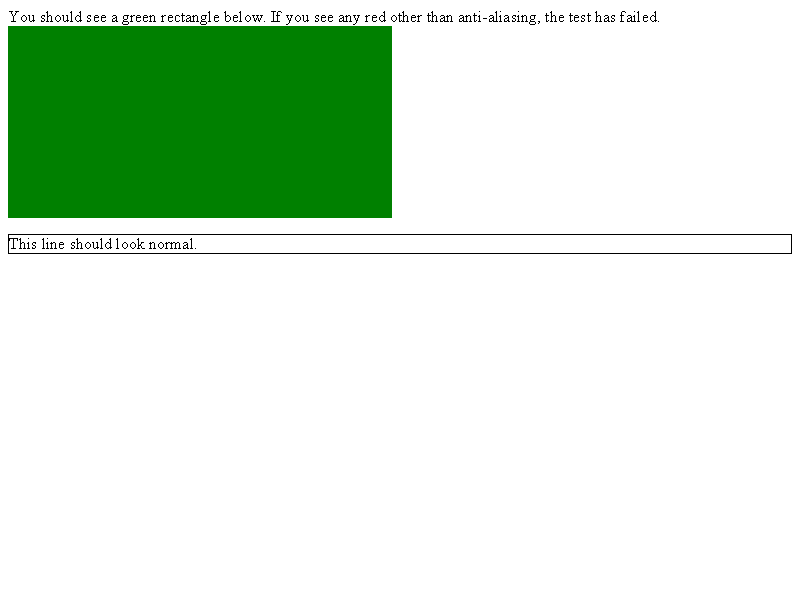 You should see a green rectangle below. If you see any red other than anti-aliasing, the test has failed.
This line should look normal.